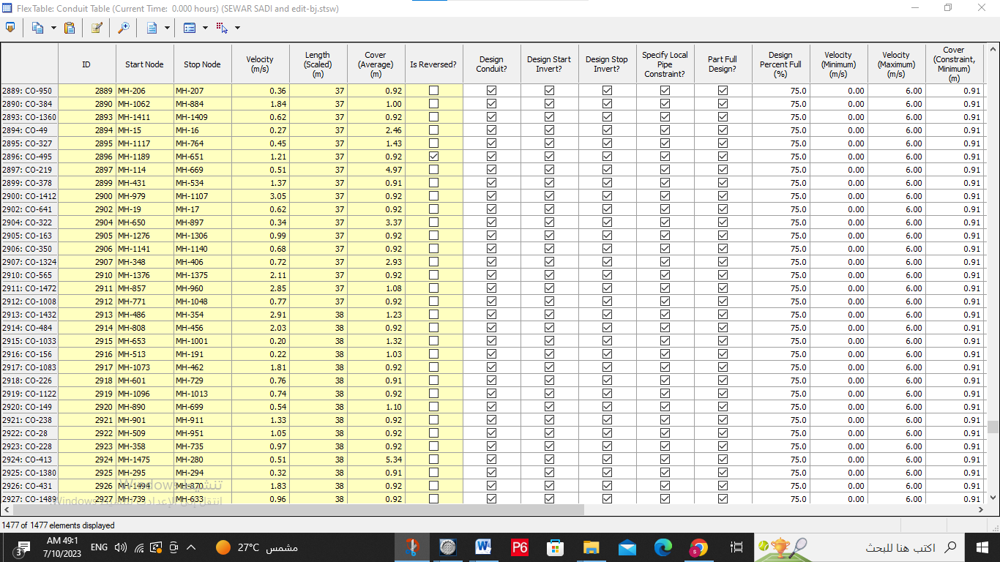 FlexTable: Conduit Table (Current Time: 0.000 hours) (SEWAR SADI and edit-bj.stsw)
ID Start Node Stop Node Velocity (m/s) Length (Scaled) (m) Cover (Average) (m) Is Reversed? Design Conduit? Design Start Invert? Design Stop Invert? Specify Local Pipe Constraint? Part Full Design? Design Percent Full (%) Velocity (Minimum) (m/s) Velocity (Maximum) (m/s) Cover (Constraint, Minimum) (m)
2889: CO-950 2889 MH-206 MH-207 0.36 37 0.92 75.0 0.00 6.00 0.91
2890: CO-384 2890 MH-1062 MH-884 1.84 37 1.00 75.0 0.00 6.00 0.91
2893: CO-1360 2893 MH-1411 MH-1409 0.62 37 0.92 75.0 0.00 6.00 0.91
2894: CO-49 2894 MH-15 MH-16 0.27 37 2.46 75.0 0.00 6.00 0.91
2895: CO-327 2895 MH-1117 MH-764 0.45 37 1.43 75.0 0.00 6.00 0.91
2896: CO-495 2896 MH-1189 MH-651 1.21 37 0.92 75.0 0.00 6.00 0.91
2897: CO-219 2897 MH-114 MH-669 0.51 37 4.97 75.0 0.00 6.00 0.91
2899: CO-378 2899 MH-431 MH-534 1.37 37 0.91 75.0 0.00 6.00 0.91
2900: CO-1412 2900 MH-979 MH-1107 3.05 37 0.92 75.0 0.00 6.00 0.91
2902: CO-641 2902 MH-19 MH-17 0.62 37 0.92 75.0 0.00 6.00 0.91
2904: CO-322 2904 MH-650 MH-897 0.34 37 3.37 75.0 0.00 6.00 0.91
2905: CO-163 2905 MH-1276 MH-1306 0.99 37 0.92 75.0 0.00 6.00 0.91
2906: CO-350 2906 MH-1141 MH-1140 0.68 37 0.92 75.0 0.00 6.00 0.91
2907: CO-1324 2907 MH-348 MH-406 0.72 37 2.93 75.0 0.00 6.00 0.91
2910: CO-565 2910 MH-1376 MH-1375 2.11 37 0.92 75.0 0.00 6.00 0.91
2911: CO-1472 2911 MH-857 MH-960 2.85 37 1.08 75.0 0.00 6.00 0.91
2912: CO-1008 2912 MH-771 MH-1048 0.77 37 0.92 75.0 0.00 6.00 0.91
2913: CO-1432 2913 MH-486 MH-354 2.91 38 1.23 75.0 0.00 6.00 0.91
2914: CO-484 2914 MH-808 MH-456 2.03 38 0.92 75.0 0.00 6.00 0.91
2915: CO-1033 2915 MH-653 MH-1001 0.20 38 1.32 75.0 0.00 6.00 0.91
2916: CO-156 2916 MH-513 MH-191 0.22 38 1.03 75.0 0.00 6.00 0.91
2917: CO-1083 2917 MH-1073 MH-462 1.81 38 0.92 75.0 0.00 6.00 0.91
2918: CO-226 2918 MH-601 MH-729 0.76 38 0.91 75.0 0.00 6.00 0.91
2919: CO-1122 2919 MH-1096 MH-1013 0.74 38 0.92 75.0 0.00 6.00 0.91
2920: CO-149 2920 MH-890 MH-699 0.54 38 1.10 75.0 0.00 6.00 0.91
2921: CO-238 2921 MH-901 MH-911 1.33 38 0.92 75.0 0.00 6.00 0.91
2922: CO-28 2922 MH-509 MH-951 1.05 38 0.92 75.0 0.00 6.00 0.91
2923: CO-228 2923 MH-358 MH-735 0.97 38 0.92 75.0 0.00 6.00 0.91
2924: CO-413 2924 MH-1475 MH-280 0.51 38 5.34 75.0 0.00 6.00 0.91
2925: CO-1380 2925 MH-295 MH-294 0.32 38 0.91 75.0 0.00 6.00 0.91
2926: CO-431 2926 MH-1494 MH-870 1.83 38 0.92 75.0 0.00 6.00 0.91
تنشيط Windows
2927: CO-1489 2927 MH-739 MH-633 0.96 38 0.92 75.0 0.00 6.00 0.91
انتقل إلى الإعدادات لتنشيط Windows.
1477 of 1477 elements displayed
3 AM 49:1 7/10/2023 ENG 27°C مشمس P6 اكتب هنا للبحث